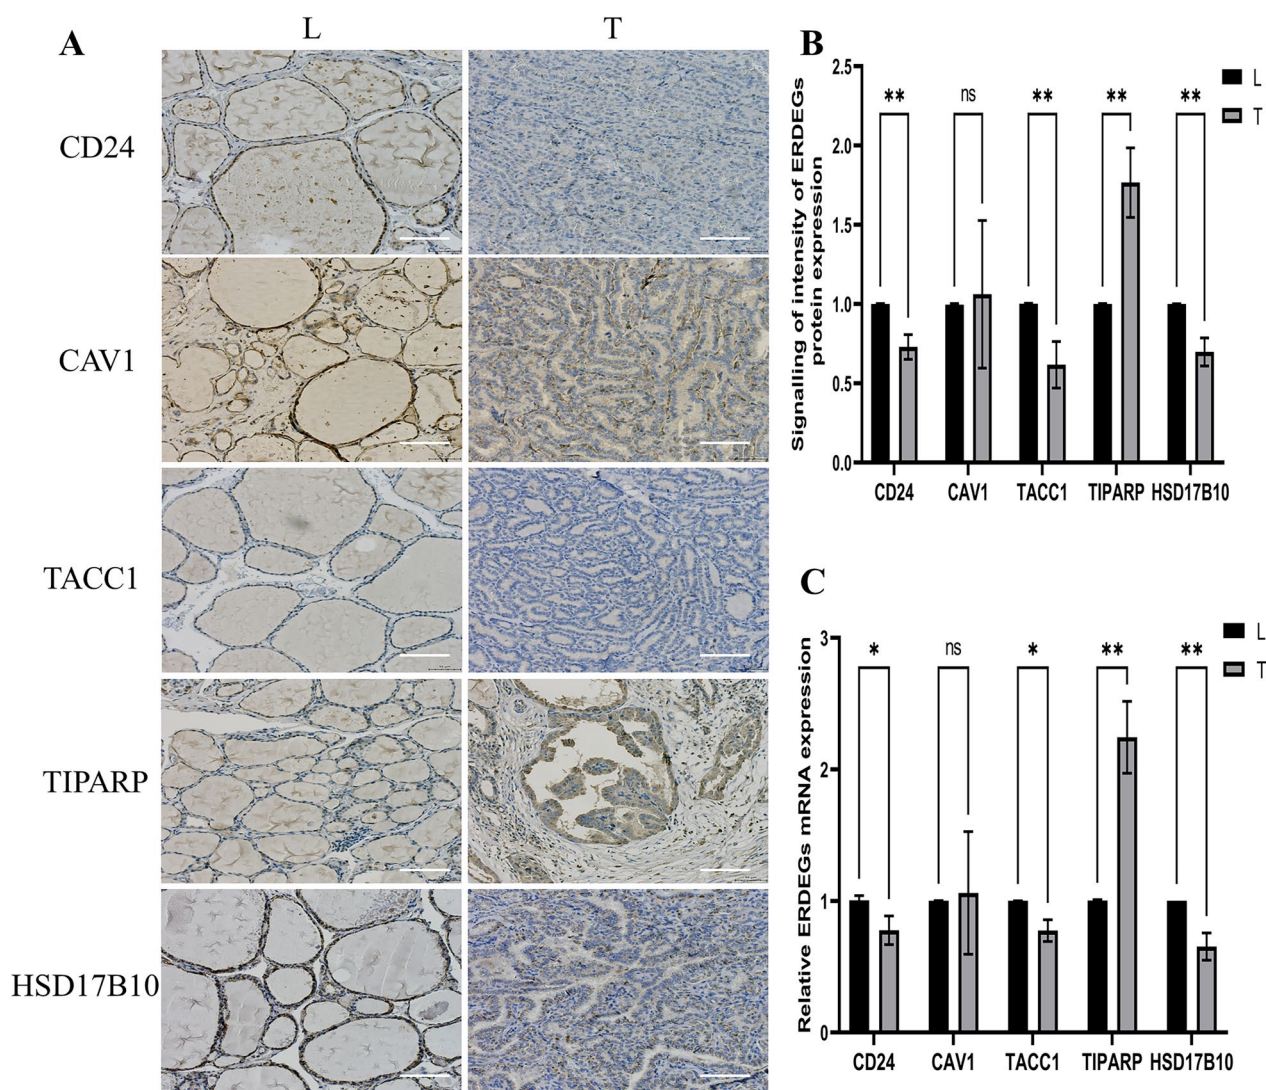 A
L
T
CD24
CAV1
TACC1
TIPARP
HSD17B10
B
Signalling of intensity of ERDEGs
protein expression
2.5
2.0
1.5
1.0
0.5
0.0
** ns ** ** **
L
T
CD24 CAV1 TACC1 TIPARP HSD17B10
C
Relative ERDEGs mRNA expression
3
2
1
0
* ns * ** **
L
T
CD24 CAV1 TACC1 TIPARP HSD17B10